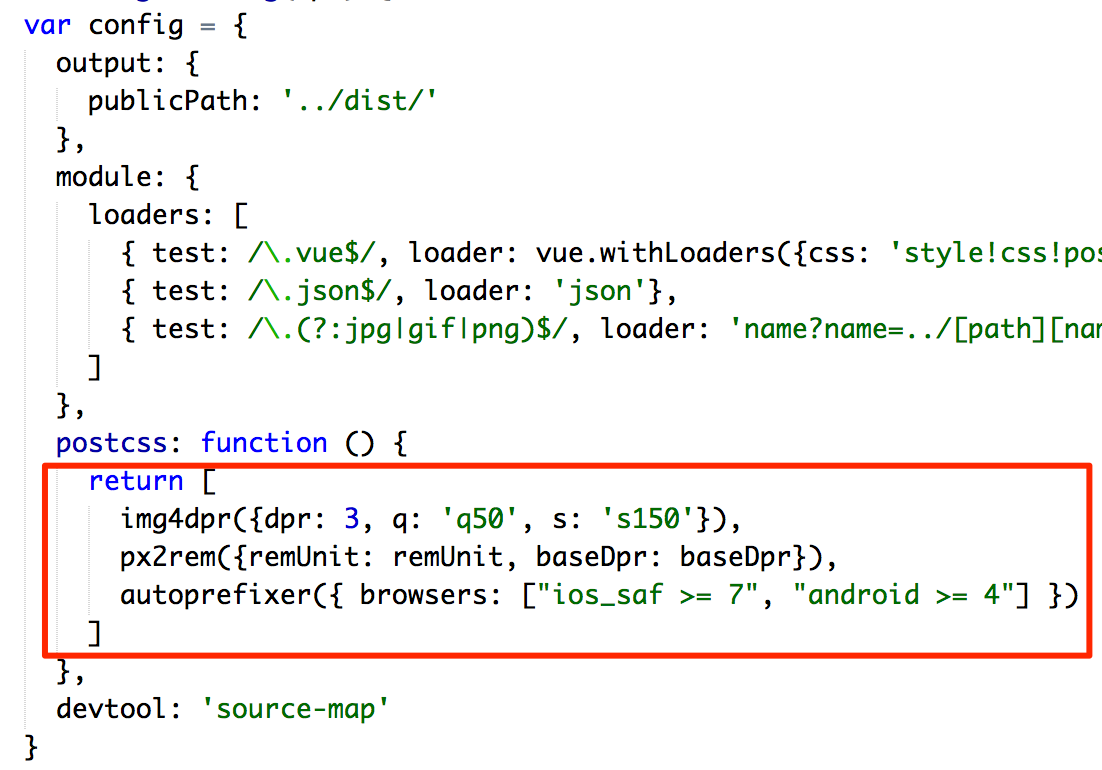 var config = {
  output: {
    publicPath: '../dist/'
  },
  module: {
    loaders: [
      { test: /\.vue$/, loader: vue.withLoaders({css: 'style!css!pos
      { test: /\.json$/, loader: 'json'},
      { test: /\.(?:jpg|gif|png)$/, loader: 'name?name=../[path][nam
    ]
  },
  postcss: function () {
    return [
      img4dpr({dpr: 3, q: 'q50', s: 's150'}),
      px2rem({remUnit: remUnit, baseDpr: baseDpr}),
      autoprefixer({ browsers: ["ios_saf >= 7", "android >= 4"] })
    ]
  },
  devtool: 'source-map'
}